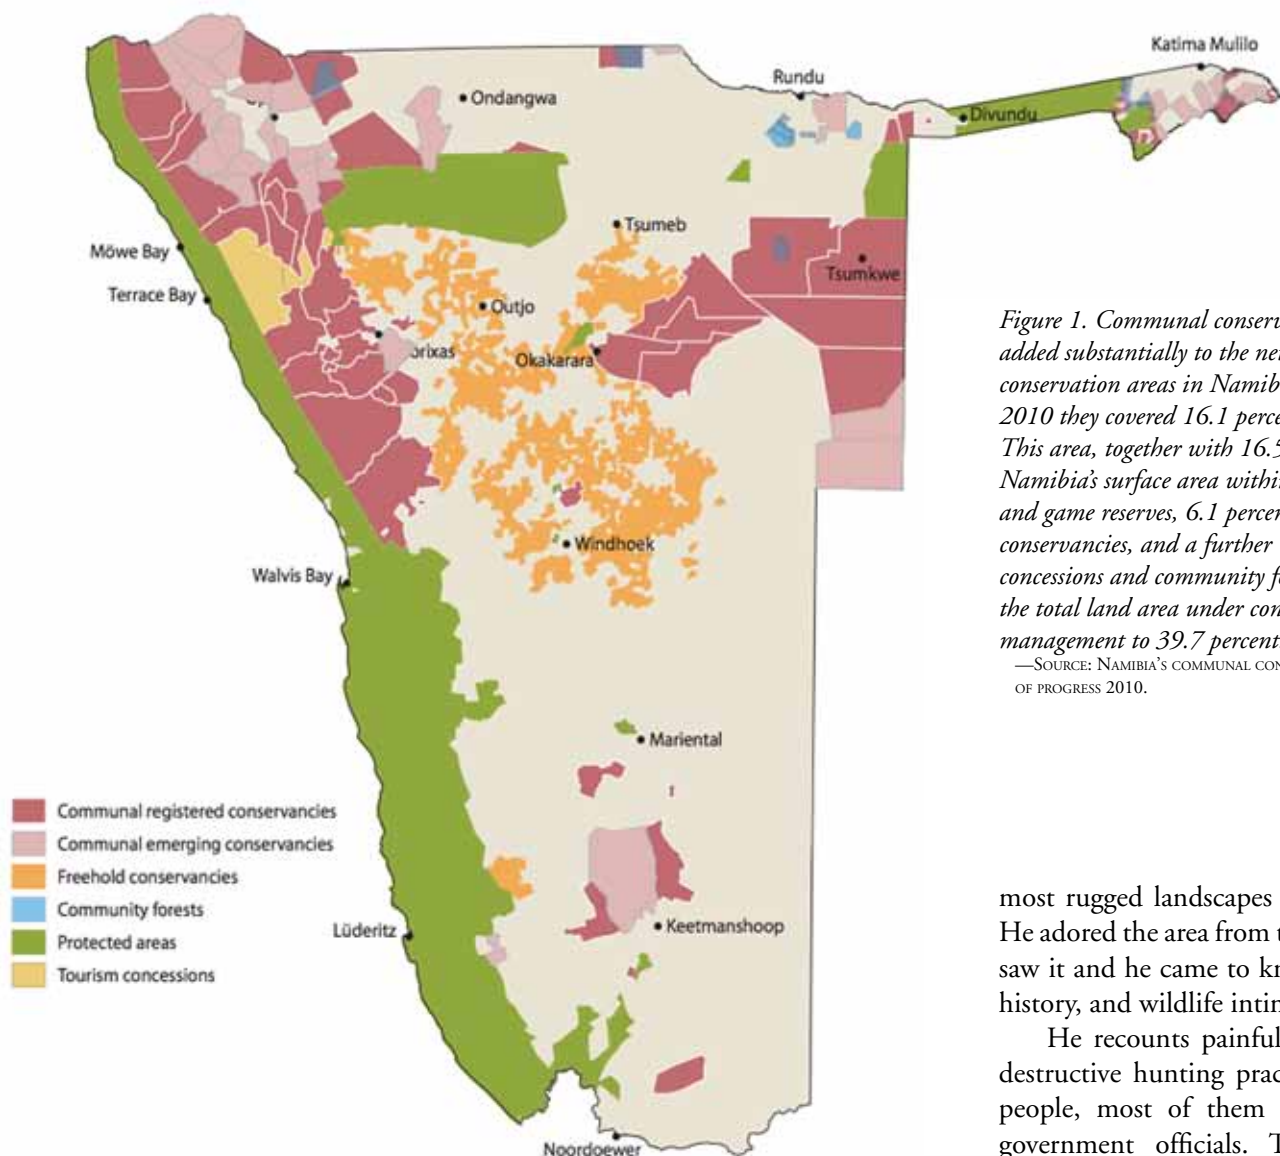 Katima Mulilo
Rundu
Ondangwa
Divundu
Tsumeb
Möwe Bay
Tsumkwe
Terrace Bay
Outjo
Okakarara
Windhoek
Walvis Bay
Mariental
Communal registered conservancies
Communal emerging conservancies
Freehold conservancies
Community forests
Protected areas
Tourism concessions
Lüderitz
Keetmanshoop
Noordoewer
Figure 1. Communal conserv
added substantially to the ne
conservation areas in Namib
2010 they covered 16.1 perce
This area, together with 16.5
Namibia's surface area within
and game reserves, 6.1 percen
conservancies, and a further
concessions and community f
the total land area under con
management to 39.7 percent
—Source: Namibia's communal con
of progress 2010.
most rugged landscapes
He adored the area from t
saw it and he came to kn
history, and wildlife intin
He recounts painful
destructive hunting prac
people, most of them
government officials. T